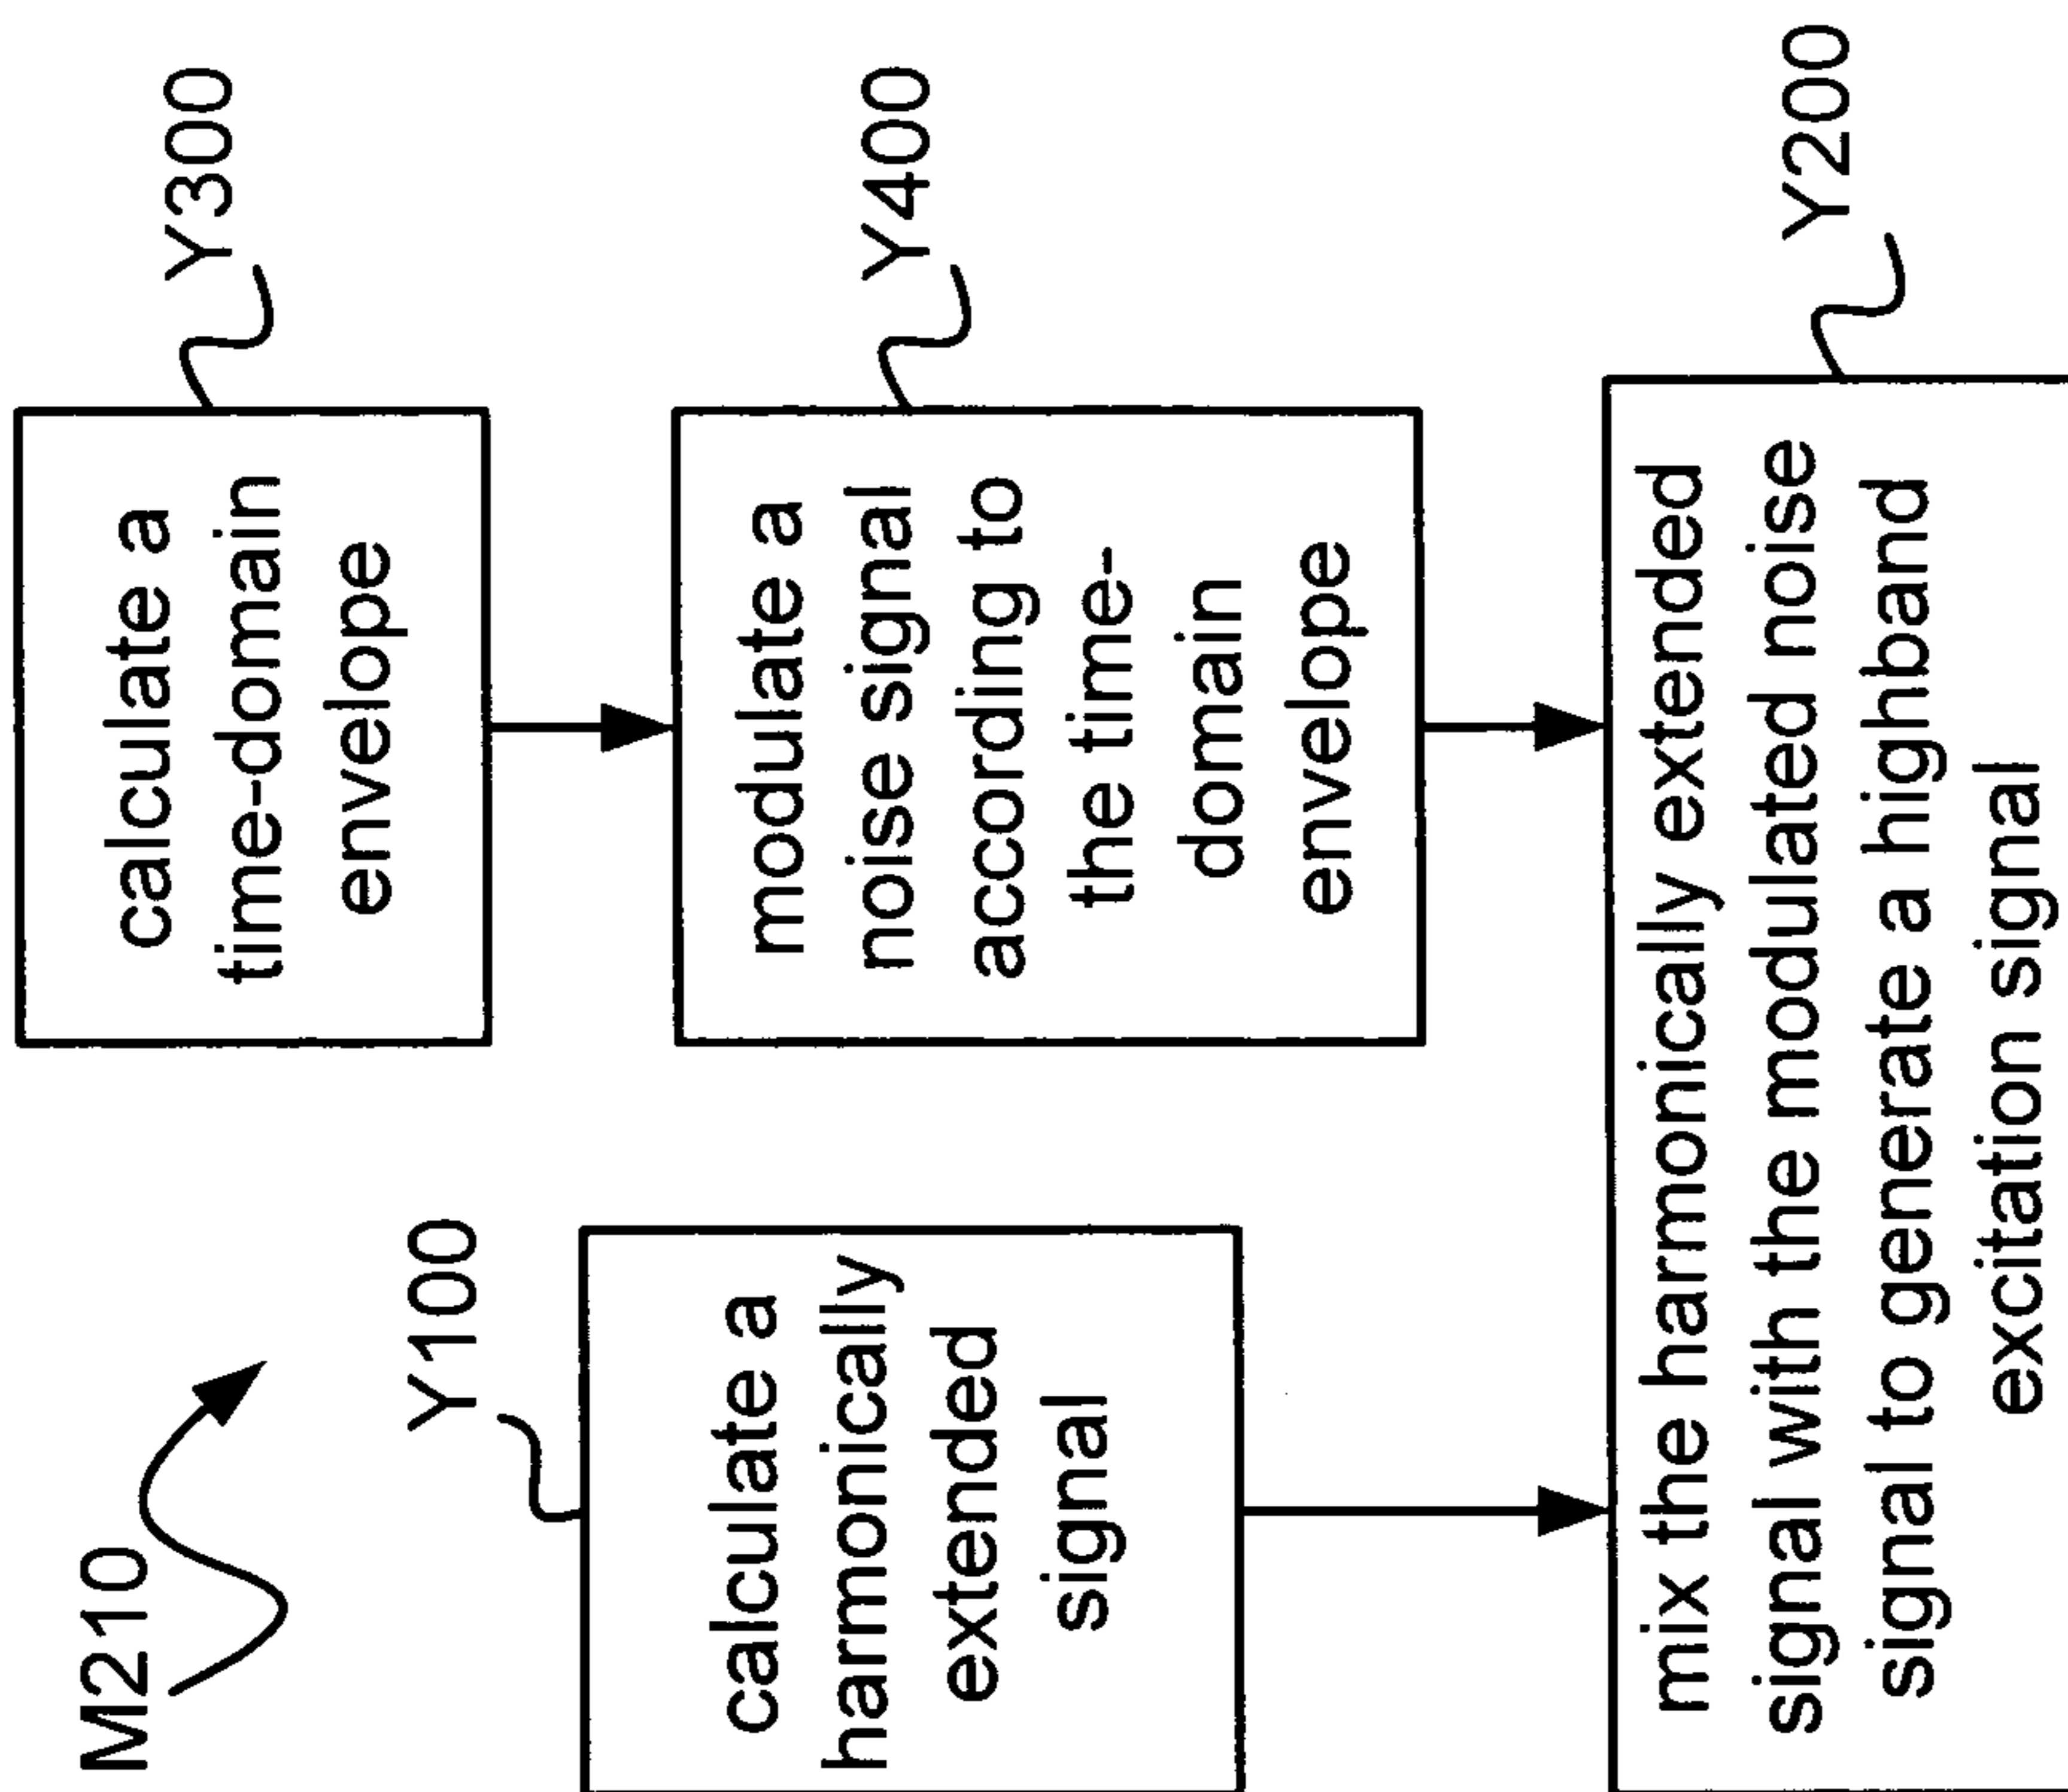 M210
Y100
calculate a
harmonically
extended
signal
Y300
calculate a
time-domain
envelope
Y400
modulate a
noise signal
according to
the time-
domain
envelope
Y200
mix the harmonically extended
signal with the modulated noise
signal to generate a highband
excitation signal